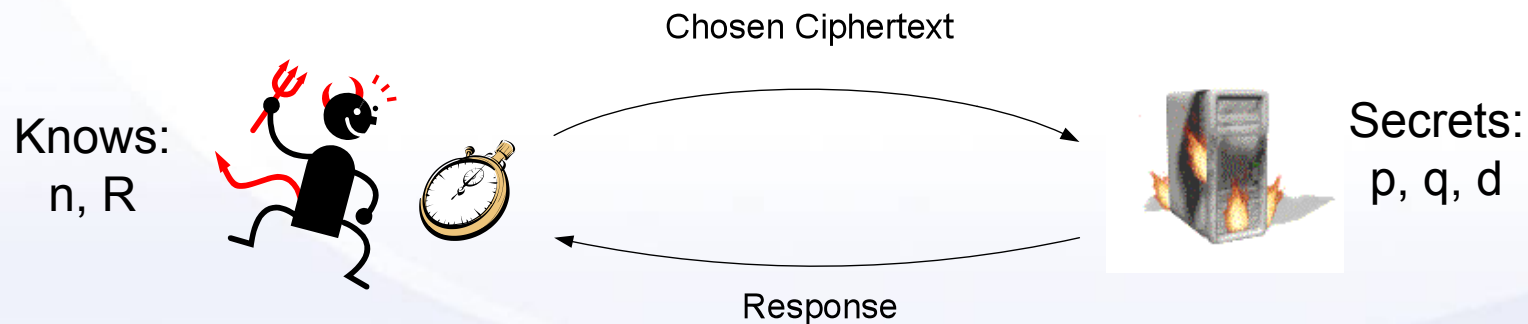 Chosen Ciphertext
Knows:
n, R
Secrets:
p, q, d
Response